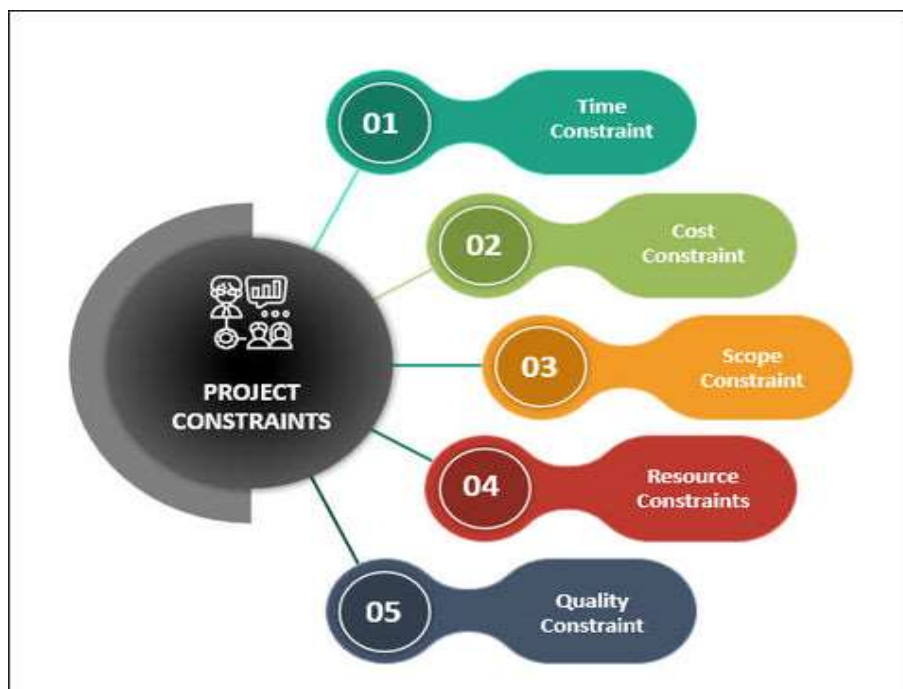 01
Time
Constraint
02
Cost
Constraint
PROJECT
CONSTRAINTS
03
Scope
Constraint
04
Resource
Constraints
05
Quality
Constraint